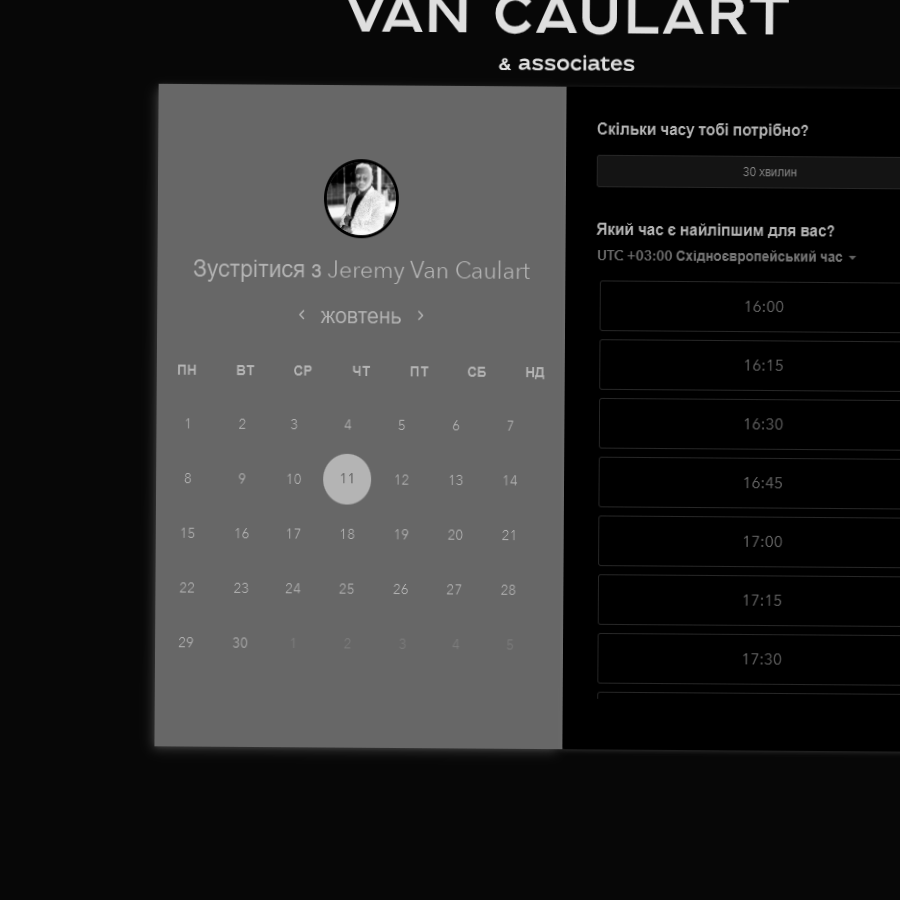 VAN CAULART
& associates
Зустрітися з Jeremy Van Caulart
‹ жовтень ›
ПН ВТ СР ЧТ ПТ СБ НД
1 2 3 4 5 6 7
8 9 10 11 12 13 14
15 16 17 18 19 20 21
22 23 24 25 26 27 28
29 30 1 2 3 4 5
Скільки часу тобі потрібно?
30 хвилин
Який час є найліпшим для вас?
UTC +03:00 Східноєвропейський час
16:00
16:15
16:30
16:45
17:00
17:15
17:30